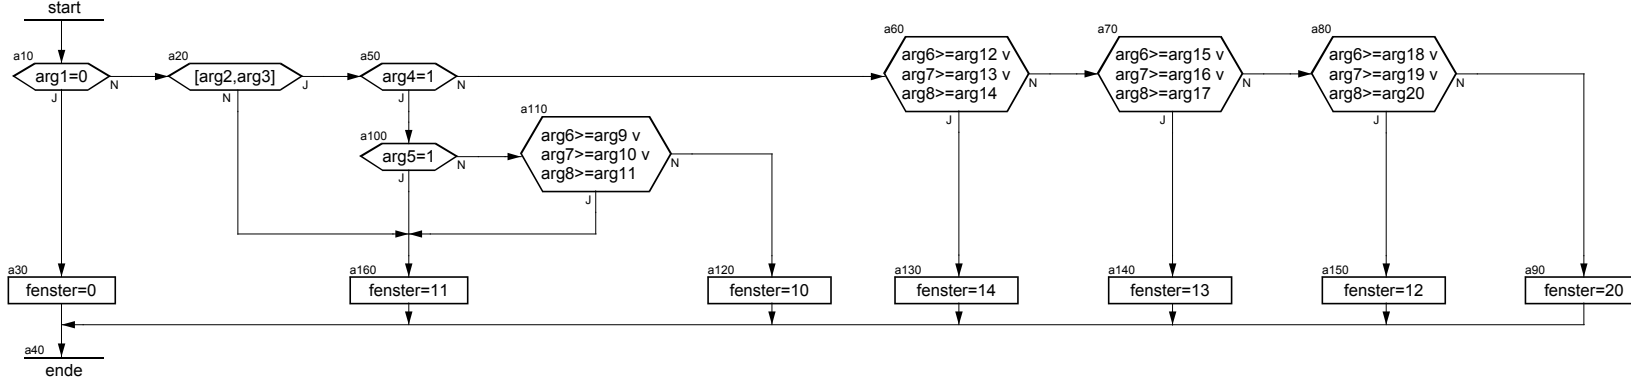 start
a10
arg1=0
N
J
a20
[arg2,arg3]
J
N
a50
arg4=1
N
J
a60
arg6>=arg12 v
arg7>=arg13 v
arg8>=arg14
N
J
a70
arg6>=arg15 v
arg7>=arg16 v
arg8>=arg17
N
J
a80
arg6>=arg18 v
arg7>=arg19 v
arg8>=arg20
N
J
a100
arg5=1
N
J
a110
arg6>=arg9 v
arg7>=arg10 v
arg8>=arg11
N
J
a30
fenster=0
a160
fenster=11
a120
fenster=10
a130
fenster=14
a140
fenster=13
a150
fenster=12
a90
fenster=20
a40
ende